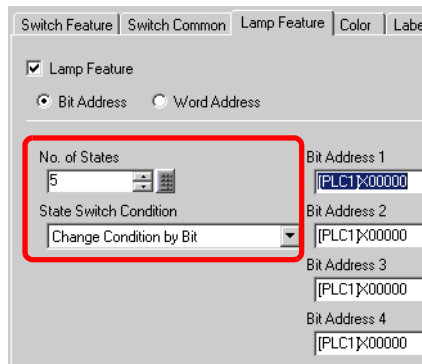 Switch Feature Switch Common Lamp Feature Color Labe
Lamp Feature
Bit Address Word Address
No. of States
5
State Switch Condition
Change Condition by Bit
Bit Address 1
[PLC1]X00000
Bit Address 2
[PLC1]X00000
Bit Address 3
[PLC1]X00000
Bit Address 4
[PLC1]X00000